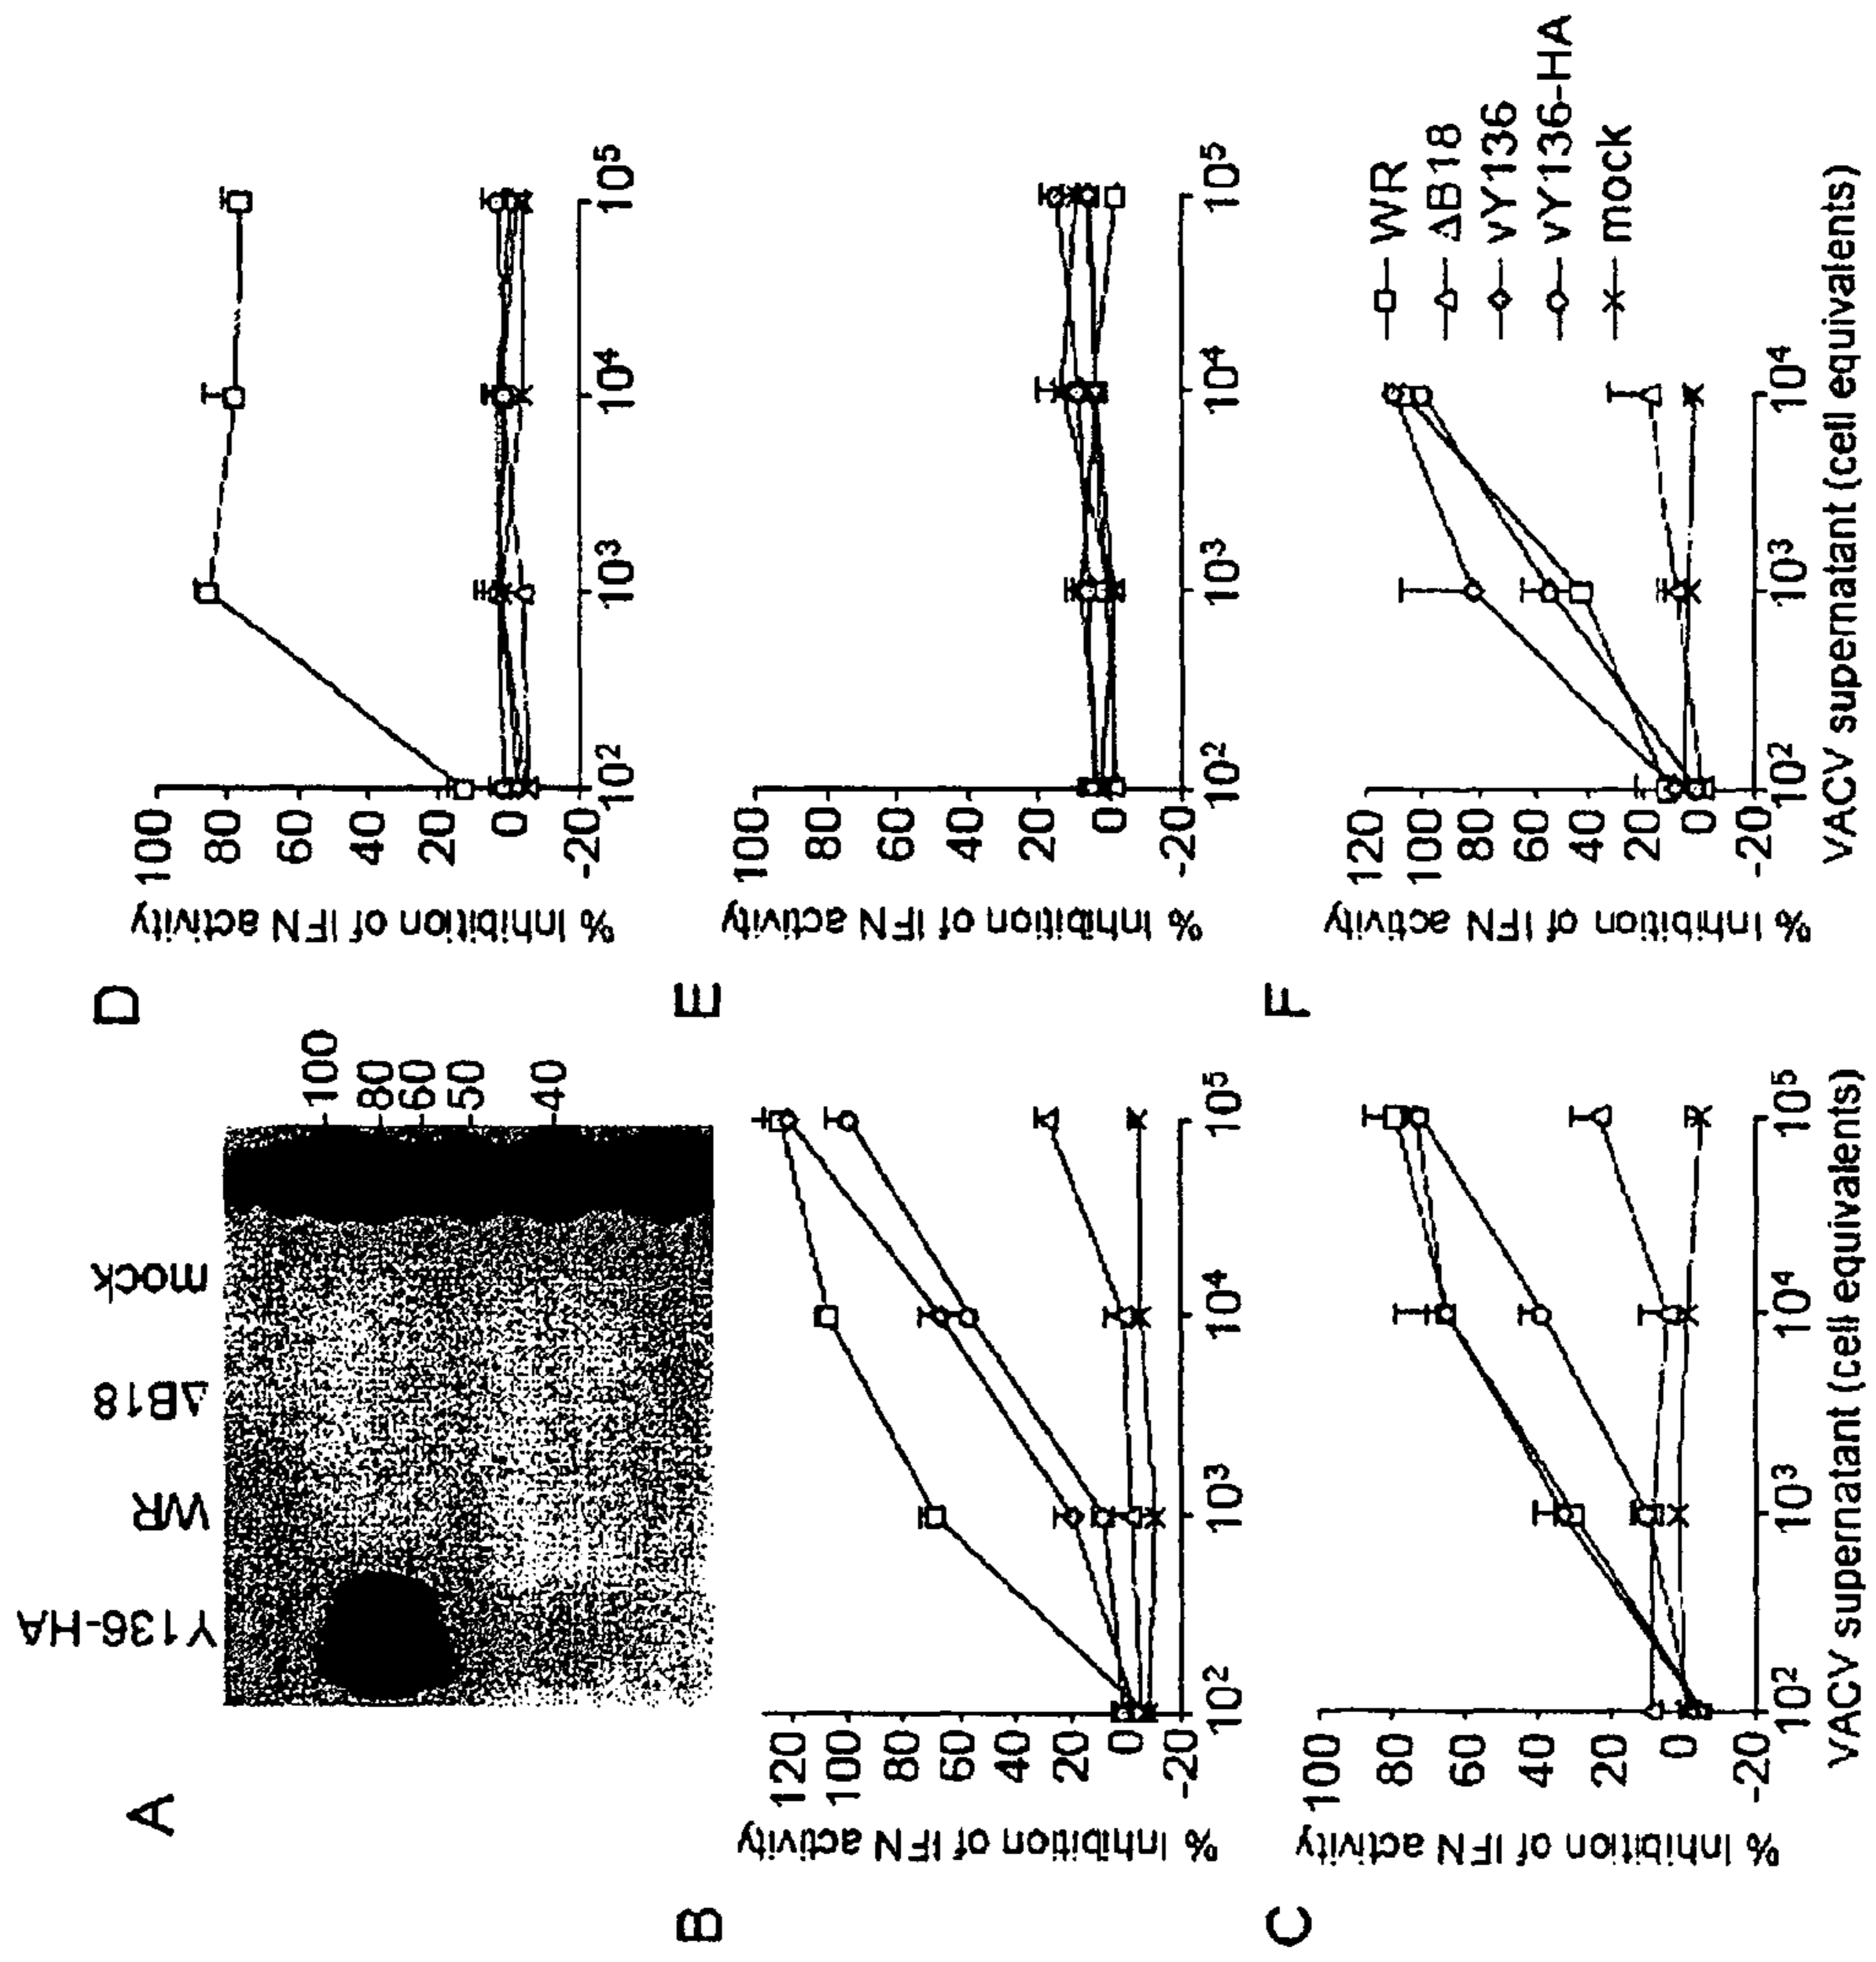 A
Y136-HA WR ΔB18 mock
100
80
60
50
40
B
% Inhibition of IFN activity
120
100
80
60
40
20
0
-20
10² 10³ 10⁴ 10⁵
C
% Inhibition of IFN activity
100
80
60
40
20
0
-20
10² 10³ 10⁴ 10⁵
VACV supernatant (cell equivalents)
D
% Inhibition of IFN activity
100
80
60
40
20
0
-20
10² 10³ 10⁴ 10⁵
E
% Inhibition of IFN activity
100
80
60
40
20
0
-20
10² 10³ 10⁴ 10⁵
F
% Inhibition of IFN activity
120
100
80
60
40
20
0
-20
10² 10³ 10⁴
VACV supernatant (cell equivalents)
WR
ΔB18
vY136
vY136-HA
mock